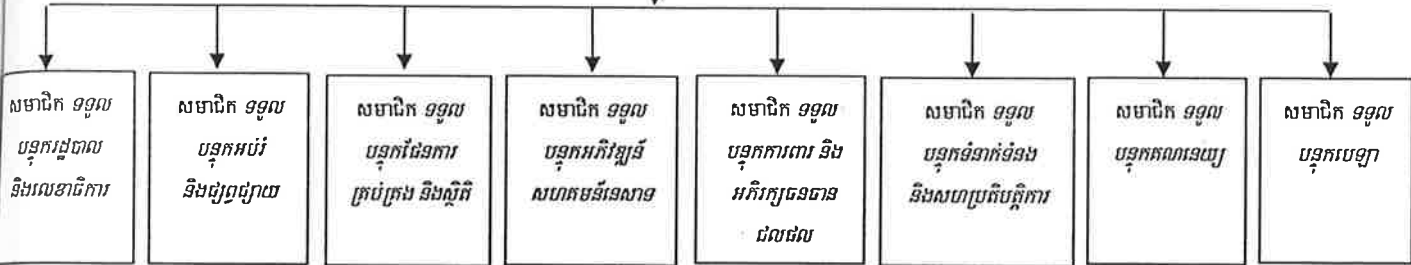 សមាជិក ទទួល
បន្ទុករដ្ឋបាល
និងលេខាធិការ
សមាជិក ទទួល
បន្ទុកអប់រំ
និងផ្សព្វផ្សាយ
សមាជិក ទទួល
បន្ទុកផែនការ
គ្រប់គ្រង និងស្ថិតិ
សមាជិក ទទួល
បន្ទុកអភិវឌ្ឍន៍
សហគមន៍នេសាទ
សមាជិក ទទួល
បន្ទុកការពារ និង
អភិរក្សធនធាន
ជលផល
សមាជិក ទទួល
បន្ទុកទំនាក់ទំនង
និងសហប្រតិបត្តិការ
សមាជិក ទទួល
បន្ទុកគណនេយ្យ
សមាជិក ទទួល
បន្ទុកបេឡា